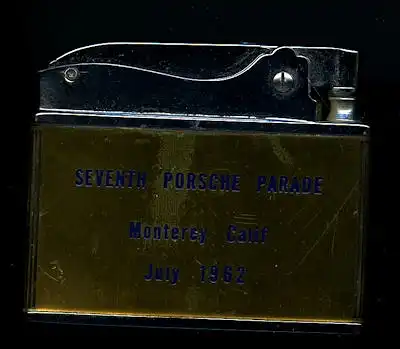 SEVENTH PORSCHE PARADE
Monterey Calif
July 1962